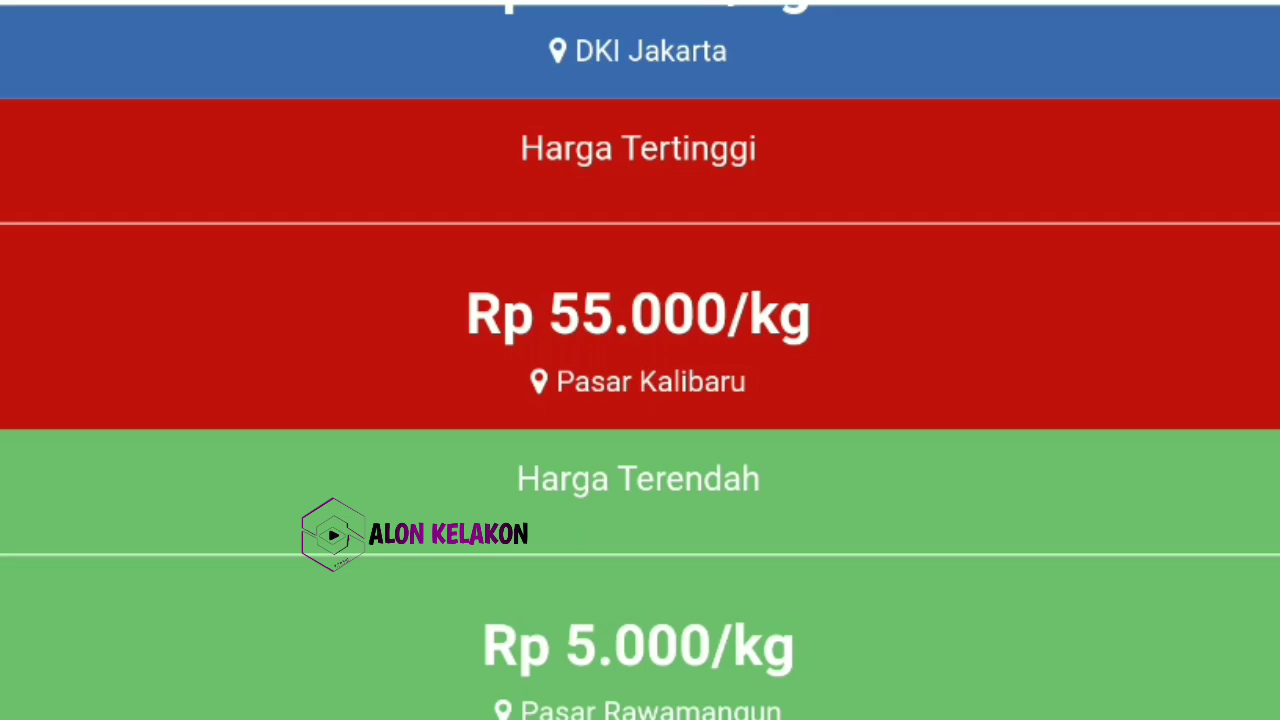 DKI Jakarta
Harga Tertinggi
Rp 55.000/kg
Pasar Kalibaru
Harga Terendah
ALON KELAKON
Rp 5.000/kg
Pasar Rawamangun